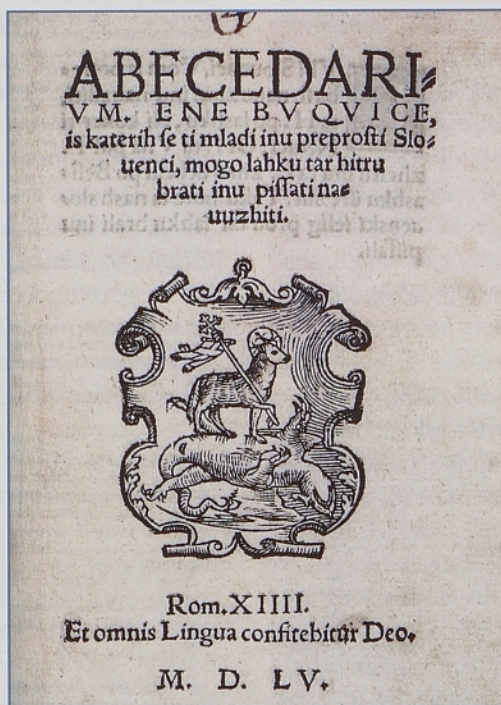 ABECEDARI⸗
VM. ENE BVQVICE,
is katerih ſe ti mladi inu preproſti Slo⸗
uenci, mogo lahku tar hitru
brati inu piſſati na⸗
uuzhiti.
Rom.XIIII.
Et omnis Lingua confitebitur Deo.
M. D. LV.